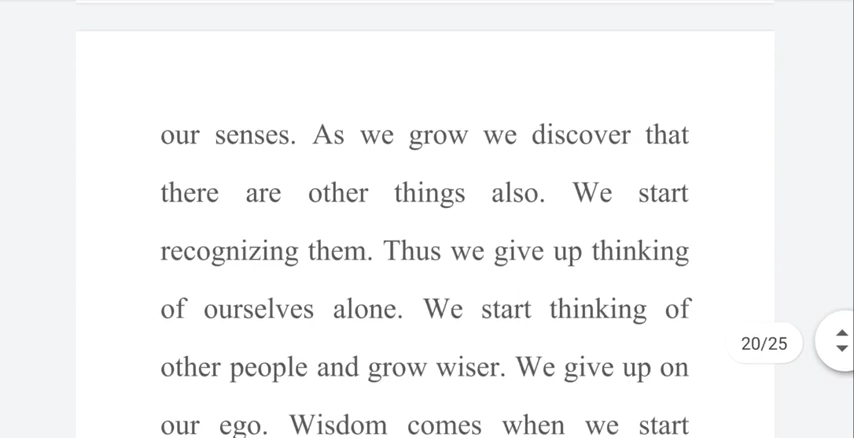 our senses. As we grow we discover that
there are other things also. We start
recognizing them. Thus we give up thinking
of ourselves alone. We start thinking of
20/25
other people and grow wiser. We give up on
our ego. Wisdom comes when we start